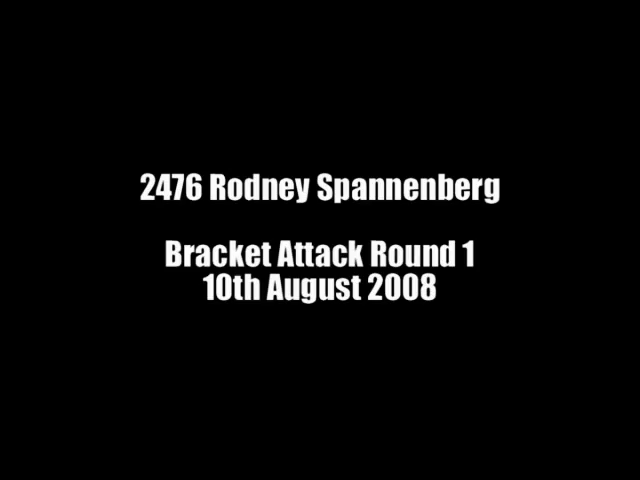 2476 Rodney Spannenberg
Bracket Attack Round 1
10th August 2008